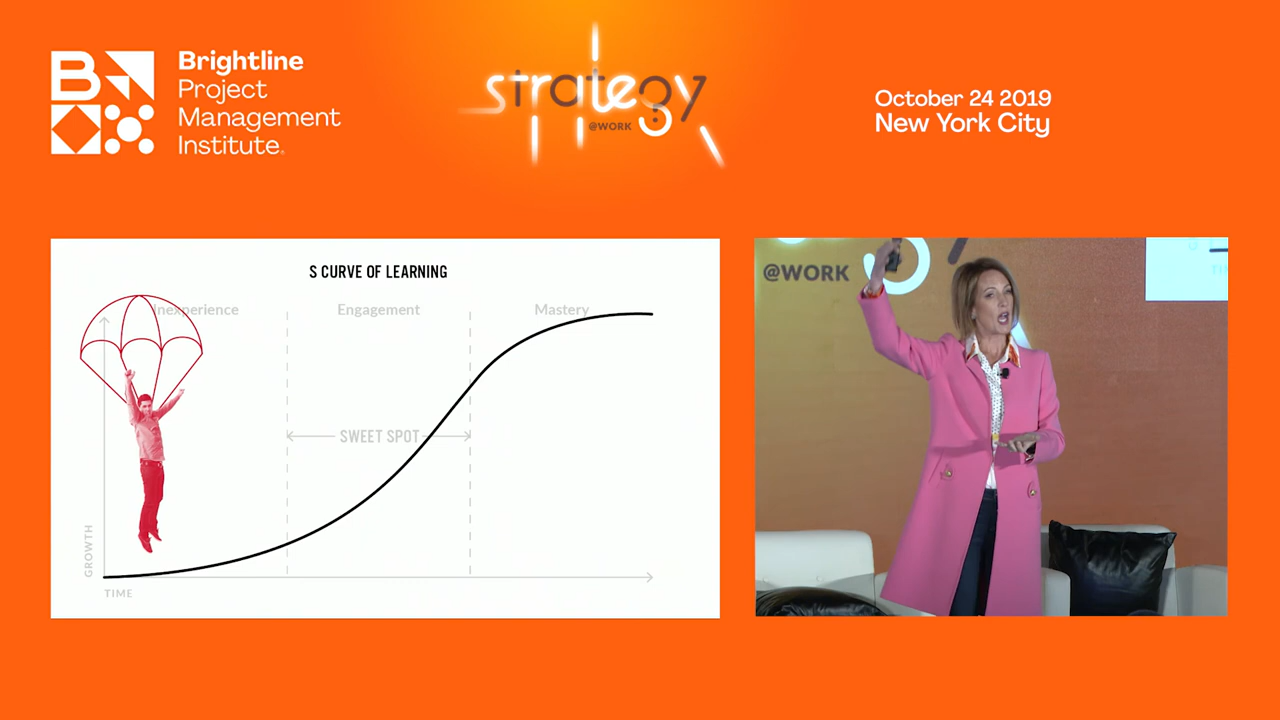 Brightline
Project
Management
Institute.
strategy
@WORK
October 24 2019
New York City
S CURVE OF LEARNING
Inexperience
Engagement
Mastery
SWEET SPOT
GROWTH
TIME
@WORK